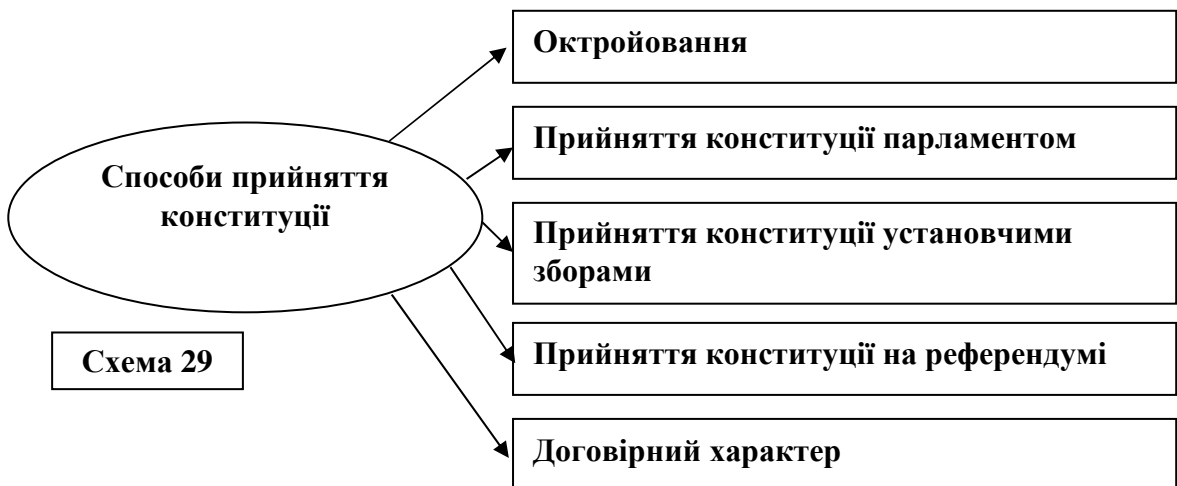 Октройовання
Прийняття конституції парламентом
Способи прийняття
конституції
Прийняття конституції установчими
зборами
Схема 29
Прийняття конституції на референдумі
Договірний характер